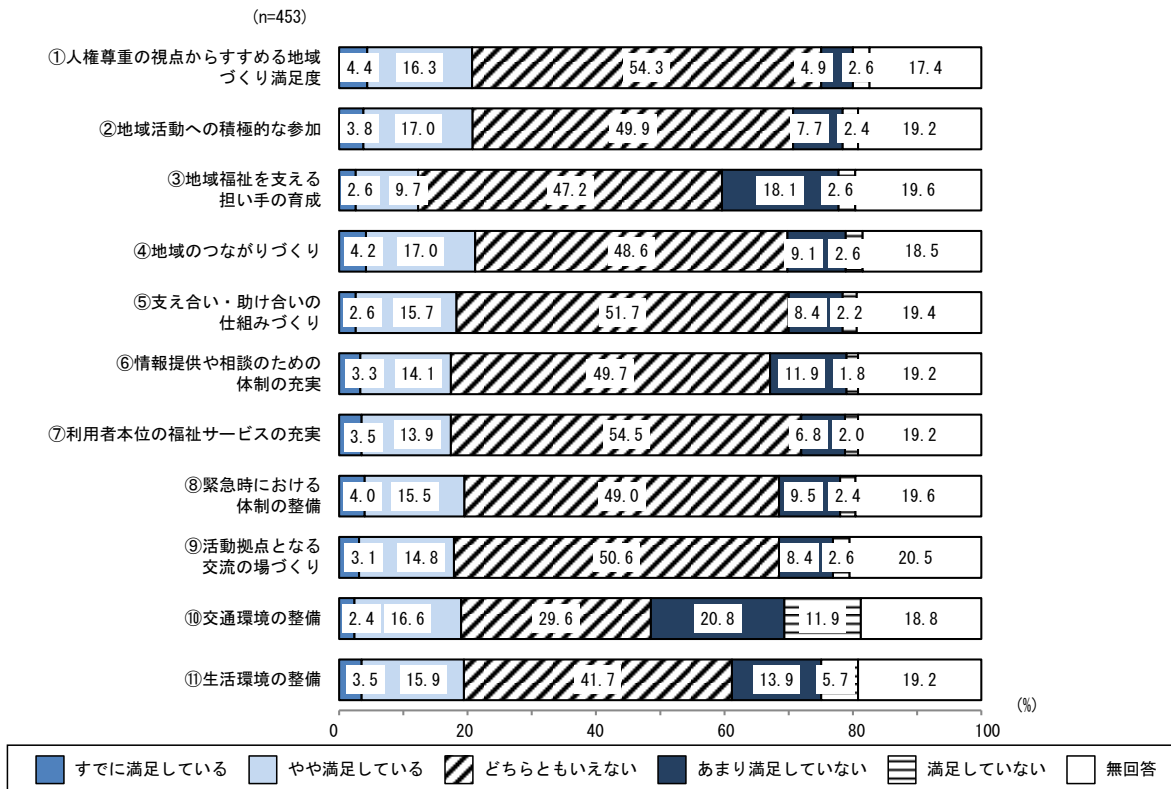 (n=453)
①人権尊重の視点からすすめる地域
づくり満足度
4.4 16.3 54.3 4.9 2.6 17.4
②地域活動への積極的な参加
3.8 17.0 49.9 7.7 2.4 19.2
③地域福祉を支える
担い手の育成
2.6 9.7 47.2 18.1 2.6 19.6
④地域のつながりづくり
4.2 17.0 48.6 9.1 2.6 18.5
⑤支え合い・助け合いの
仕組みづくり
2.6 15.7 51.7 8.4 2.2 19.4
⑥情報提供や相談のための
体制の充実
3.3 14.1 49.7 11.9 1.8 19.2
⑦利用者本位の福祉サービスの充実
3.5 13.9 54.5 6.8 2.0 19.2
⑧緊急時における
体制の整備
4.0 15.5 49.0 9.5 2.4 19.6
⑨活動拠点となる
交流の場づくり
3.1 14.8 50.6 8.4 2.6 20.5
⑩交通環境の整備
2.4 16.6 29.6 20.8 11.9 18.8
⑪生活環境の整備
3.5 15.9 41.7 13.9 5.7 19.2
(%)
0 20 40 60 80 100
すでに満足している やや満足している どちらともいえない あまり満足していない 満足していない 無回答